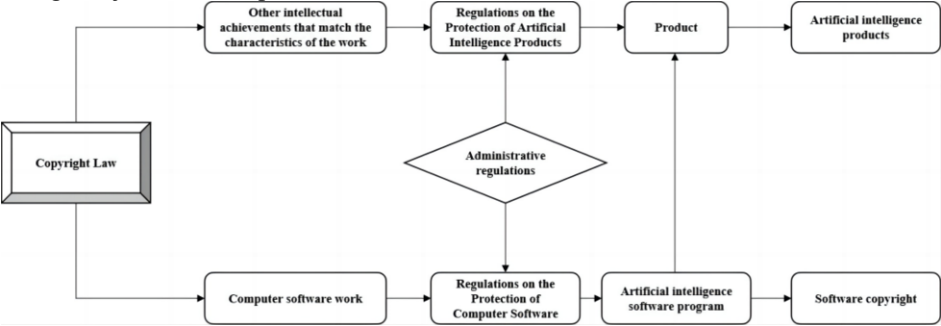 Other intellectual
achievements that match the
characteristics of the work
Regulations on the
Protection of Artificial
Intelligence Products
Product
Artificial intelligence
products
Copyright Law
Administrative
regulations
Computer software work
Regulations on the
Protection of
Computer Software
Artificial intelligence
software program
Software copyright